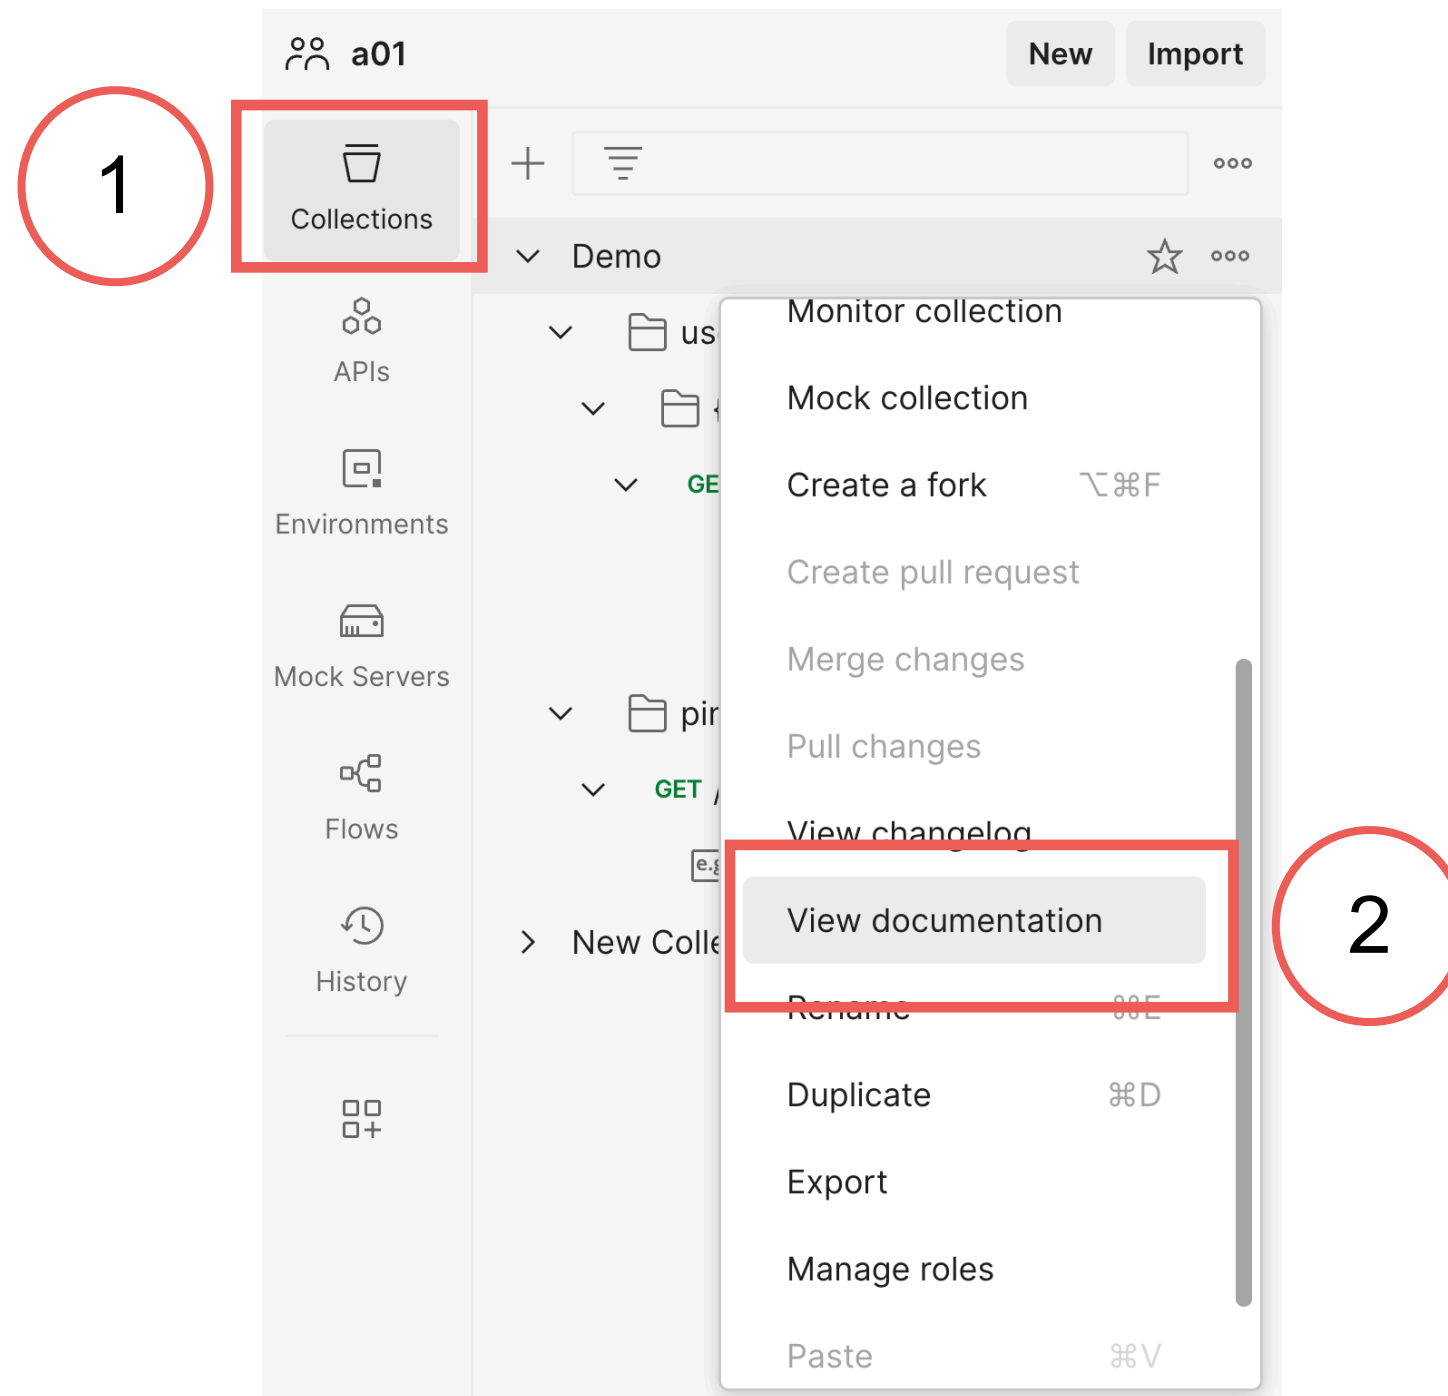 a01
New
Import
1
Collections
Demo
APIs
Environments
Mock Servers
Flows
History
GET
New
Monitor collection
Mock collection
Create a fork ⌥⌘F
Create pull request
Merge changes
Pull changes
View changelog
View documentation
2
Rename ⌘E
Duplicate ⌘D
Export
Manage roles
Paste ⌘V